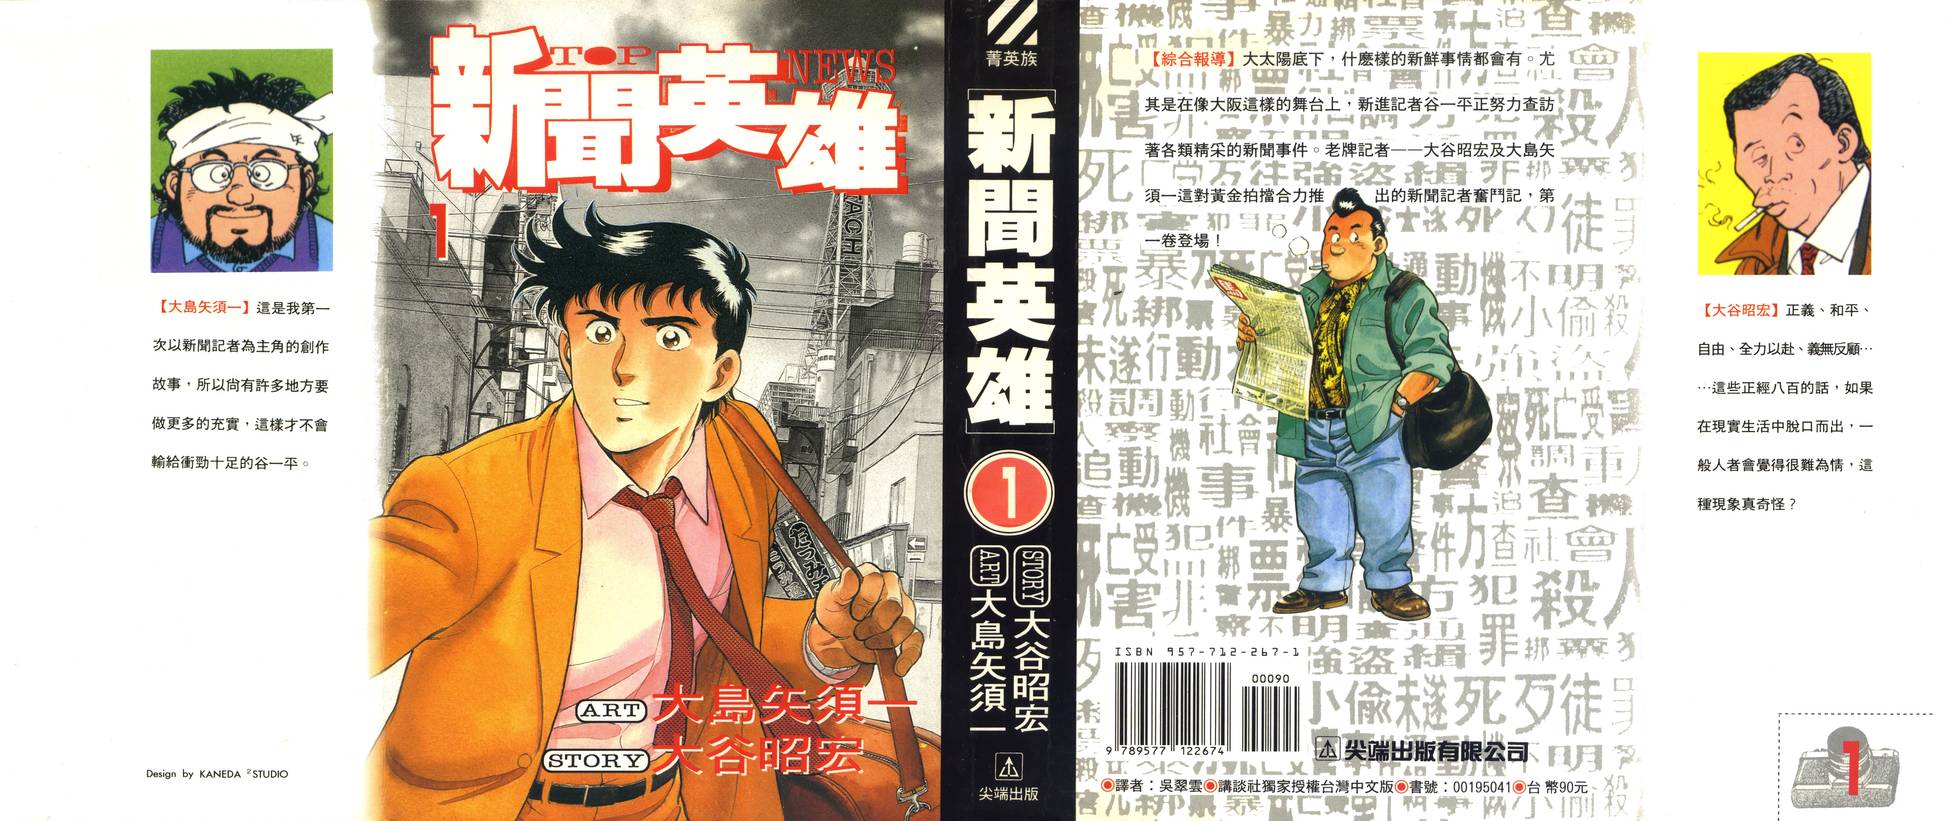 【大島矢須一】這是我第一
次以新聞記者為主角的創作
故事，所以尚有許多地方要
做更多的充實，這樣才不會
輸給衝勁十足的谷一平。
Design by KANEDA ²STUDIO
TOP NEWS
新聞英雄
1
ART 大島矢須一
STORY 大谷昭宏
菁英族
新聞英雄
1
STORY 大谷昭宏
ART 大島矢須一
尖端出版
【綜合報導】大太陽底下，什麼樣的新鮮事情都會有。尤
其是在像大阪這樣的舞台上，新進記者谷一平正努力查訪
著各類精采的新聞事件。老牌記者——大谷昭宏及大島矢
須一這對黃金拍擋合力推出的新聞記者奮鬥記，第
一卷登場！
ISBN 957-712-267-1
00090
9 789577 122674
尖端出版有限公司
●譯者：吳翠雲●講談社獨家授權台灣中文版●書號：00195041●台幣90元
【大谷昭宏】正義、和平、
自由、全力以赴、義無反顧…
…這些正經八百的話，如果
在現實生活中脫口而出，一
般人者會覺得很難為情，這
種現象真奇怪？
1